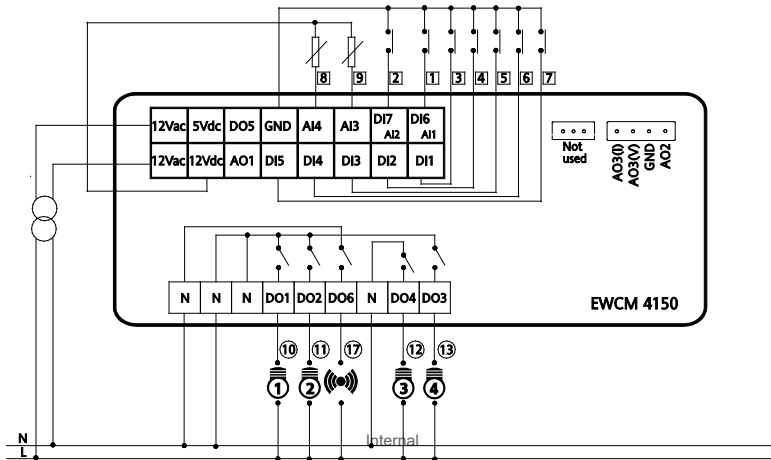 8 9 2 1 3 4 5 6 7
12Vac 5Vdc DO5 GND AI4 AI3 DI7 AI2 DI6 AI1
12Vac 12Vdc AO1 DI5 DI4 DI3 DI2 DI1
Not used
AO3(I) AO3(V) GND AO2
N N N DO1 DO2 DO6 N DO4 DO3
EWCM 4150
10 11 17 12 13
1 2 3 4
N
Internal
L